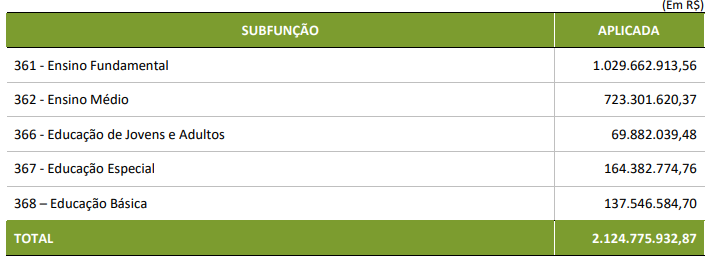 (Em R$)
SUBFUNÇÃO APLICADA
361 - Ensino Fundamental 1.029.662.913,56
362 - Ensino Médio 723.301.620,37
366 - Educação de Jovens e Adultos 69.882.039,48
367 - Educação Especial 164.382.774,76
368 – Educação Básica 137.546.584,70
TOTAL 2.124.775.932,87